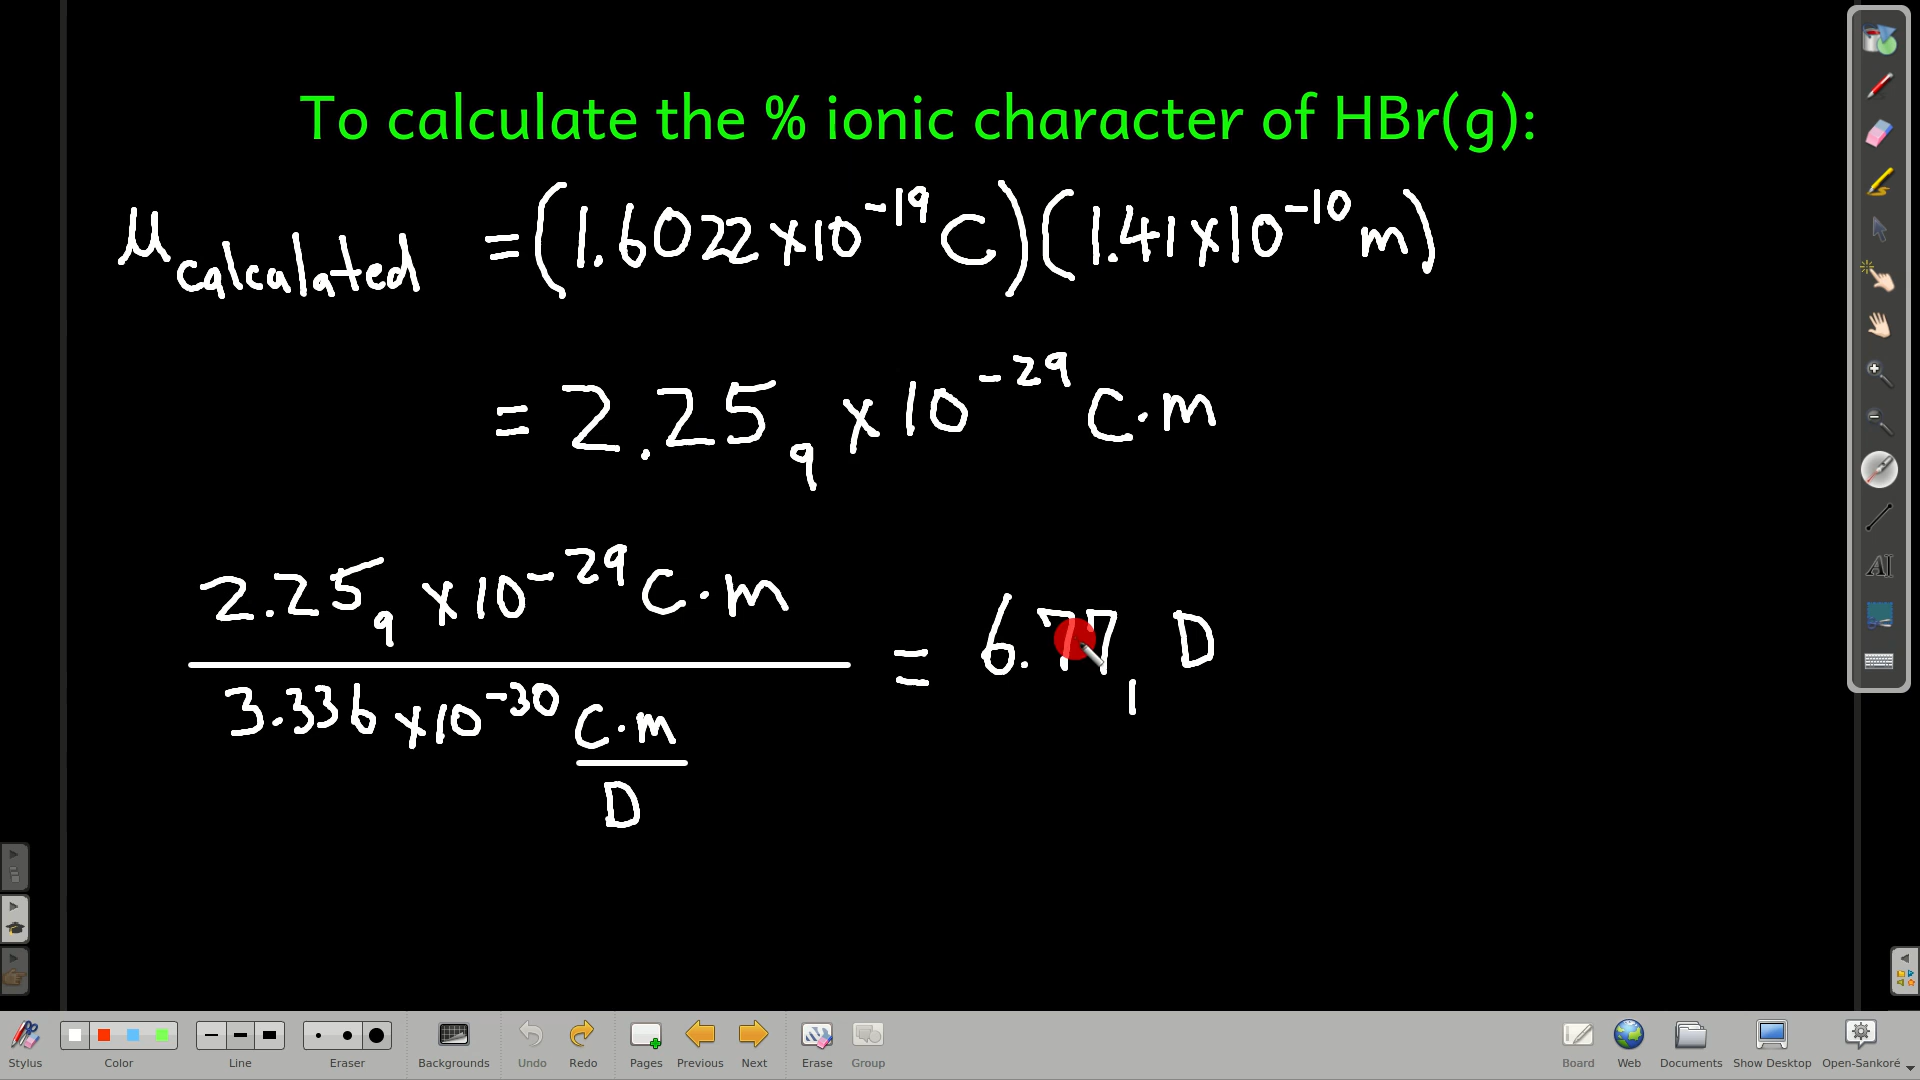 To calculate the % ionic character of HBr(g):
μ calculated = (1.6022 x 10⁻¹⁹ C)(1.41 x 10⁻¹⁰ m)
= 2.25₉ x 10⁻²⁹ C·m
2.25₉ x 10⁻²⁹ C·m
= 6.77₁ D
3.336 x 10⁻³⁰ C·m
D
Stylus Color Line Eraser Backgrounds Undo Redo Pages Previous Next Erase Group Board Web Documents Show Desktop Open-Sankoré